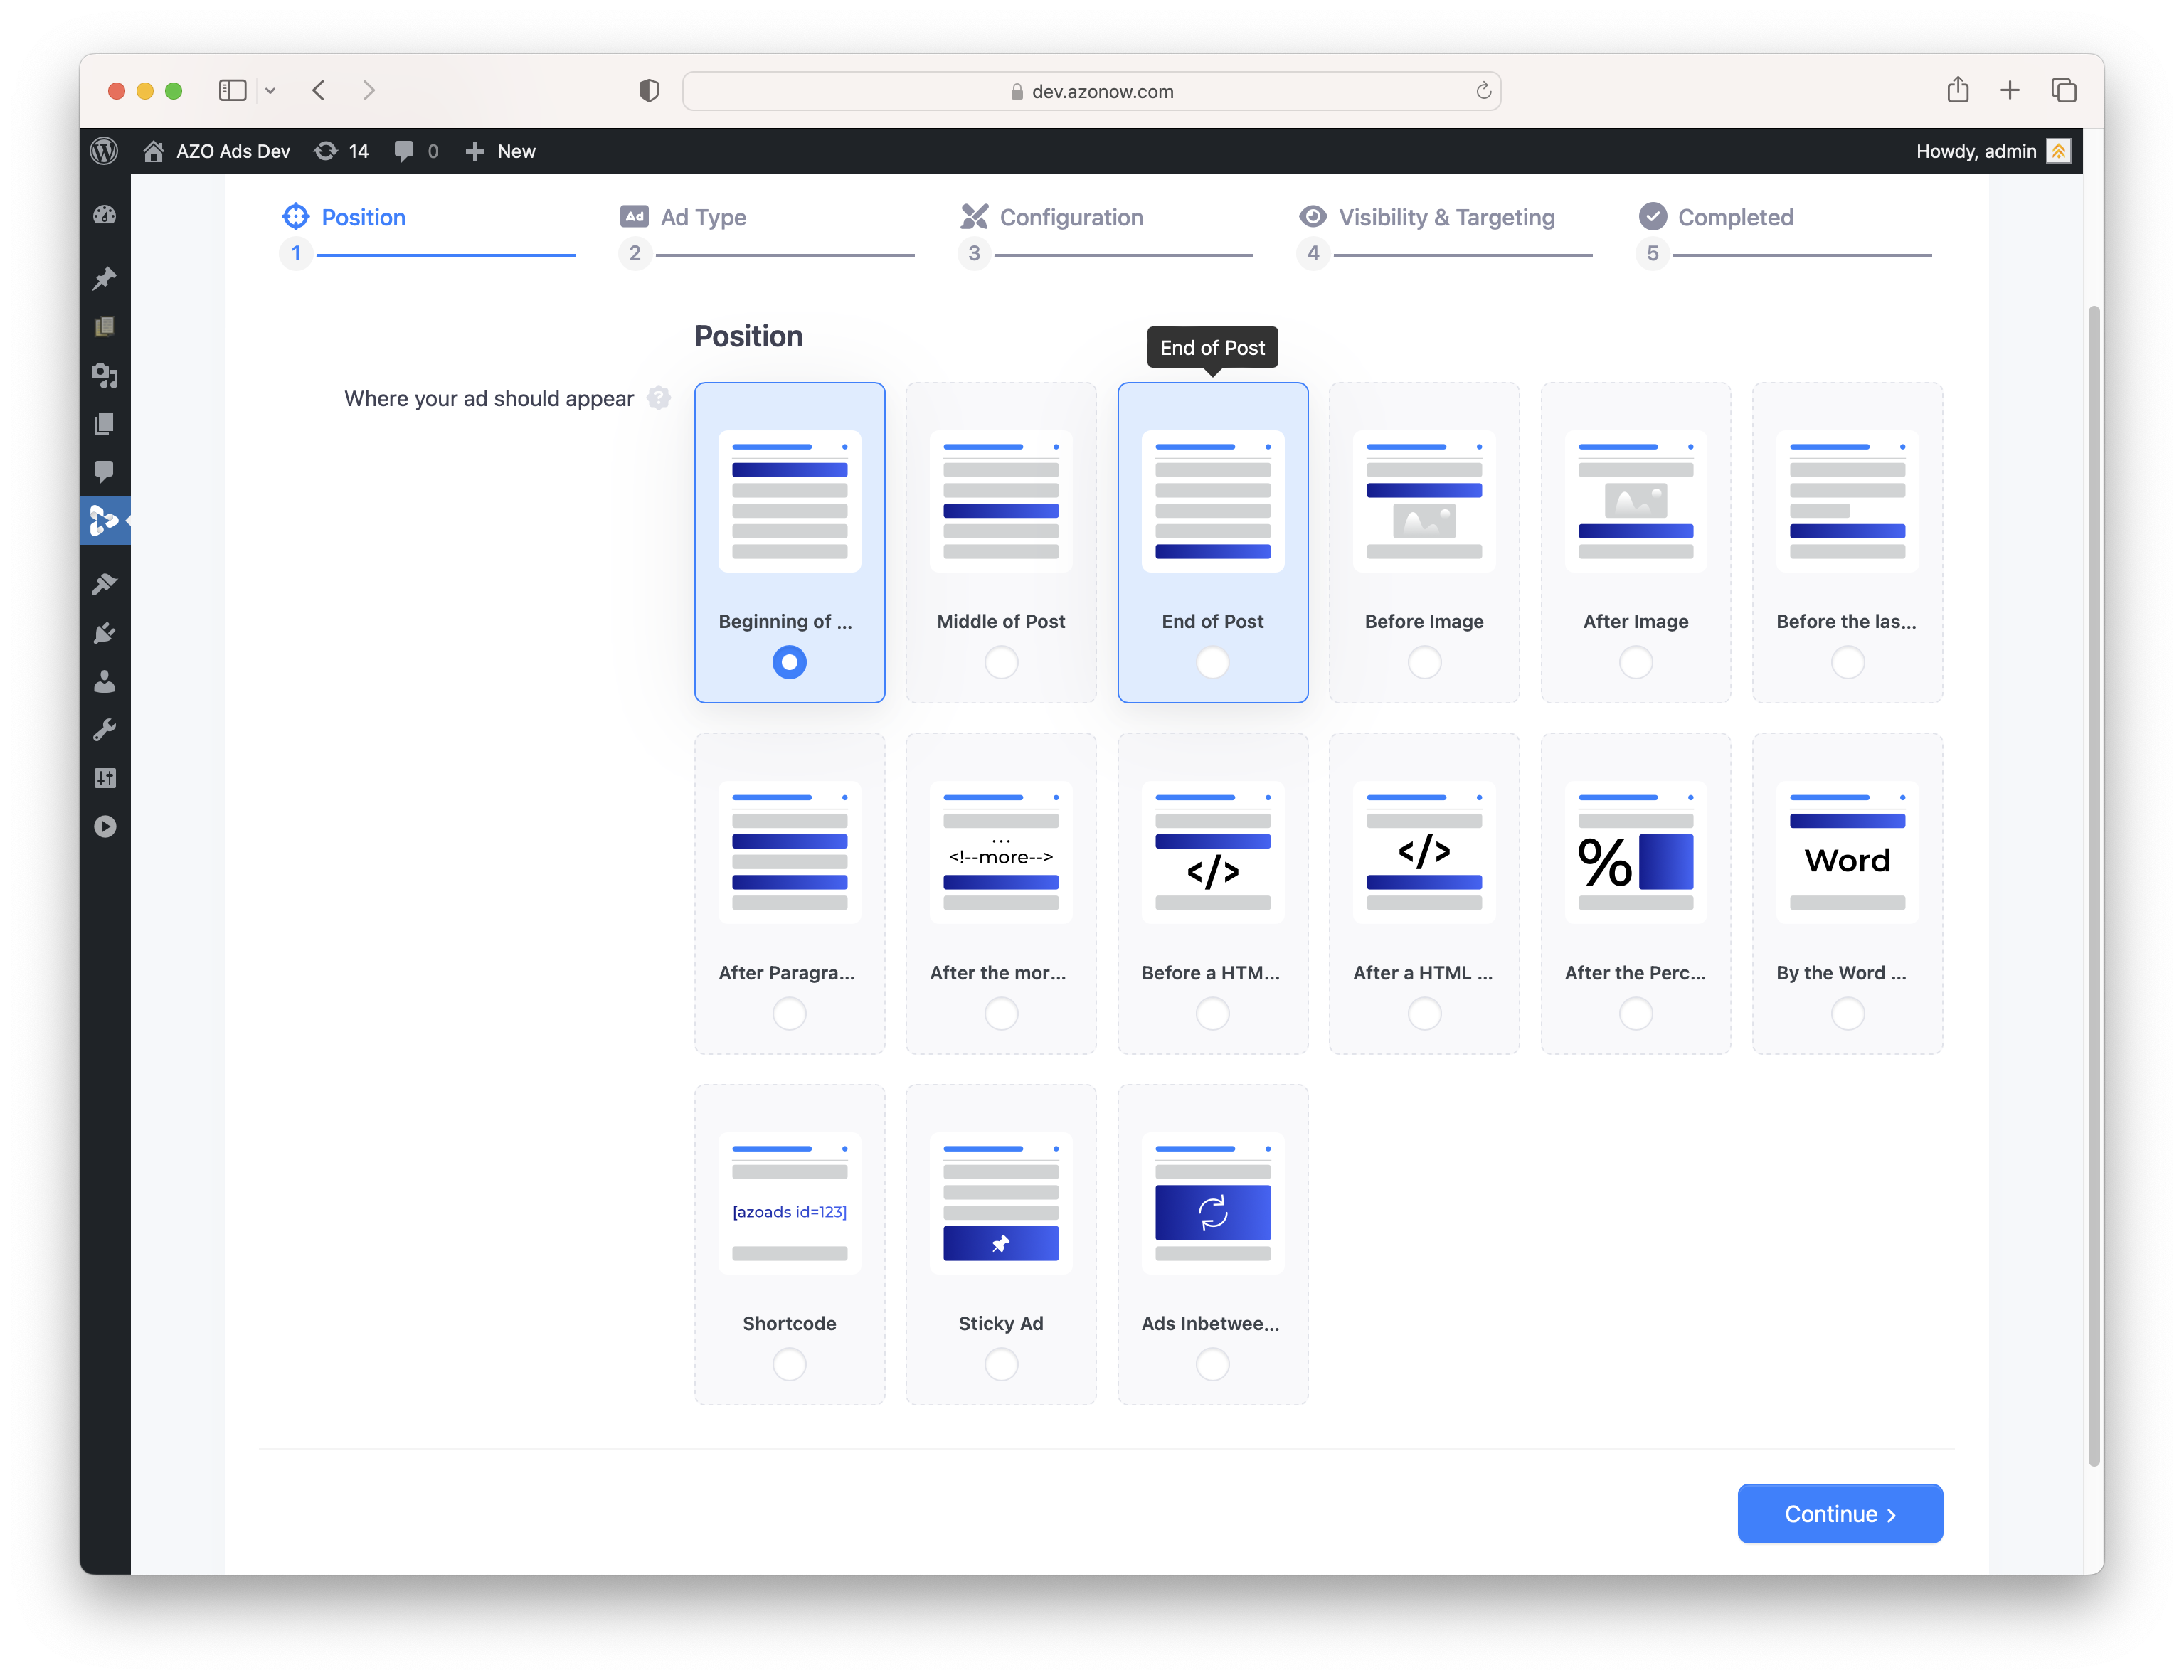 dev.azonow.com
AZO Ads Dev 14 0 New Howdy, admin
Position Ad Ad Type Configuration Visibility & Targeting Completed
1 2 3 4 5
Position
End of Post
Where your ad should appear ?
Beginning of ... Middle of Post End of Post Before Image After Image Before the las...
...
<!--more--> </> </> % Word
After Paragra... After the mor... Before a HTM... After a HTML ... After the Perc... By the Word ...
[azoads id=123]
Shortcode Sticky Ad Ads Inbetwee...
Continue >